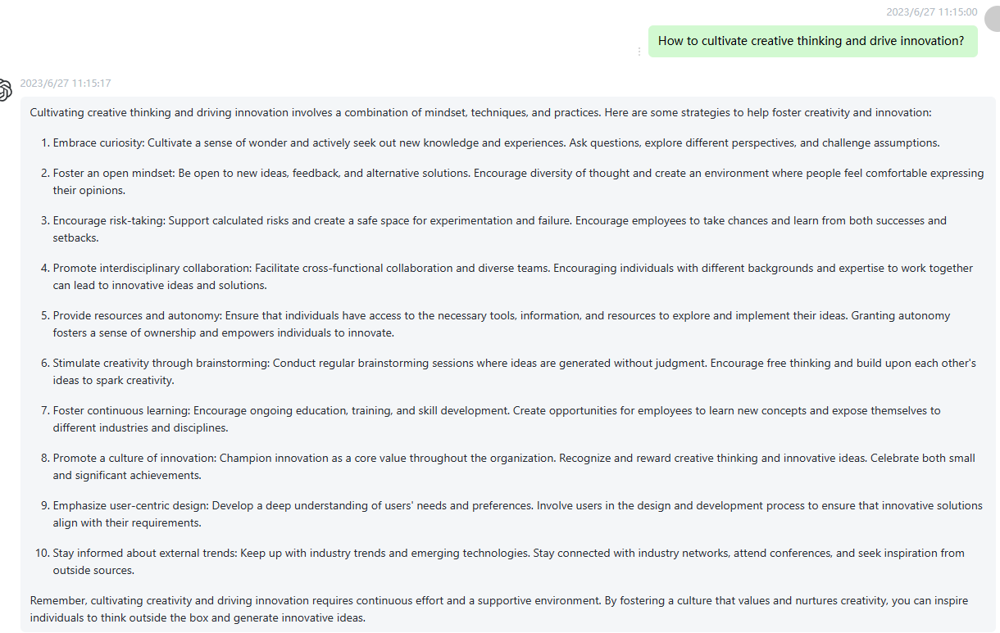 2023/6/27 11:15:00
How to cultivate creative thinking and drive innovation?
2023/6/27 11:15:17
Cultivating creative thinking and driving innovation involves a combination of mindset, techniques, and practices. Here are some strategies to help foster creativity and innovation:
1. Embrace curiosity: Cultivate a sense of wonder and actively seek out new knowledge and experiences. Ask questions, explore different perspectives, and challenge assumptions.
2. Foster an open mindset: Be open to new ideas, feedback, and alternative solutions. Encourage diversity of thought and create an environment where people feel comfortable expressing
their opinions.
3. Encourage risk-taking: Support calculated risks and create a safe space for experimentation and failure. Encourage employees to take chances and learn from both successes and
setbacks.
4. Promote interdisciplinary collaboration: Facilitate cross-functional collaboration and diverse teams. Encouraging individuals with different backgrounds and expertise to work together
can lead to innovative ideas and solutions.
5. Provide resources and autonomy: Ensure that individuals have access to the necessary tools, information, and resources to explore and implement their ideas. Granting autonomy
fosters a sense of ownership and empowers individuals to innovate.
6. Stimulate creativity through brainstorming: Conduct regular brainstorming sessions where ideas are generated without judgment. Encourage free thinking and build upon each other's
ideas to spark creativity.
7. Foster continuous learning: Encourage ongoing education, training, and skill development. Create opportunities for employees to learn new concepts and expose themselves to
different industries and disciplines.
8. Promote a culture of innovation: Champion innovation as a core value throughout the organization. Recognize and reward creative thinking and innovative ideas. Celebrate both small
and significant achievements.
9. Emphasize user-centric design: Develop a deep understanding of users' needs and preferences. Involve users in the design and development process to ensure that innovative solutions
align with their requirements.
10. Stay informed about external trends: Keep up with industry trends and emerging technologies. Stay connected with industry networks, attend conferences, and seek inspiration from
outside sources.
Remember, cultivating creativity and driving innovation requires continuous effort and a supportive environment. By fostering a culture that values and nurtures creativity, you can inspire
individuals to think outside the box and generate innovative ideas.